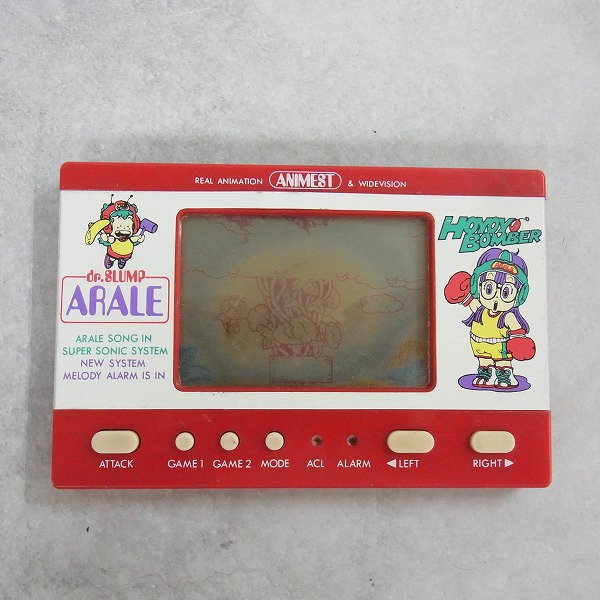 REAL ANIMATION ANIMEST & WIDEVISION
HOYOYO BOMBER
dr. SLUMP
ARALE
ARALE SONG IN
SUPER SONIC SYSTEM
NEW SYSTEM
MELODY ALARM IS IN
ATTACK GAME 1 GAME 2 MODE ACL ALARM ◀LEFT RIGHT▶